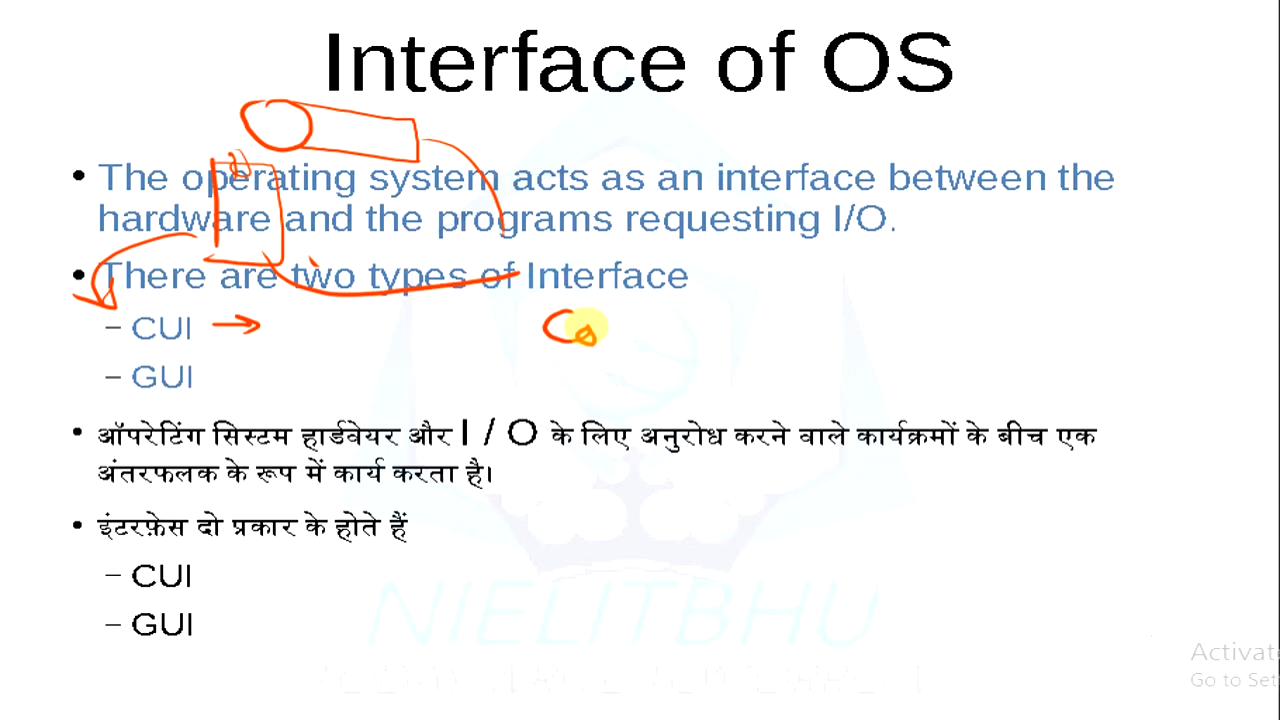 Interface of OS
• The operating system acts as an interface between the
hardware and the programs requesting I/O.
• There are two types of Interface
– CUI
– GUI
• ऑपरेटिंग सिस्टम हार्डवेयर और I / O के लिए अनुरोध करने वाले कार्यक्रमों के बीच एक
अंतरफलक के रूप में कार्य करता है।
• इंटरफ़ेस दो प्रकार के होते हैं
– CUI
– GUI
NIELITBHU
Activat
Go to Set